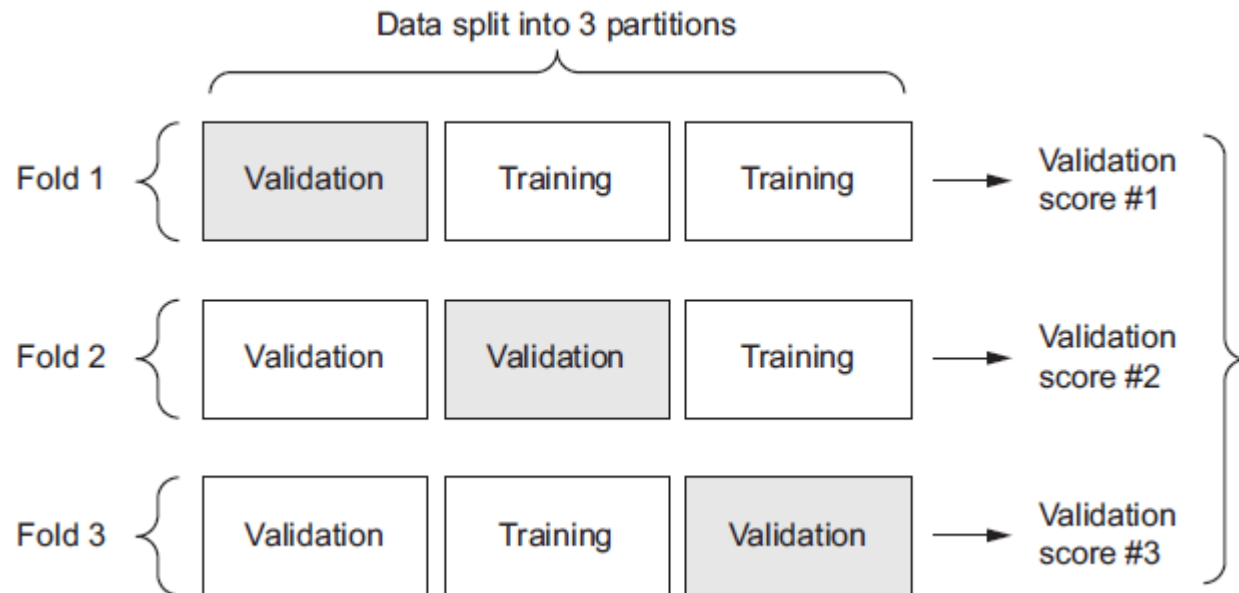 Data split into 3 partitions
Fold 1 Validation Training Training Validation
score #1
Fold 2 Validation Validation Training Validation
score #2
Fold 3 Validation Training Validation Validation
score #3